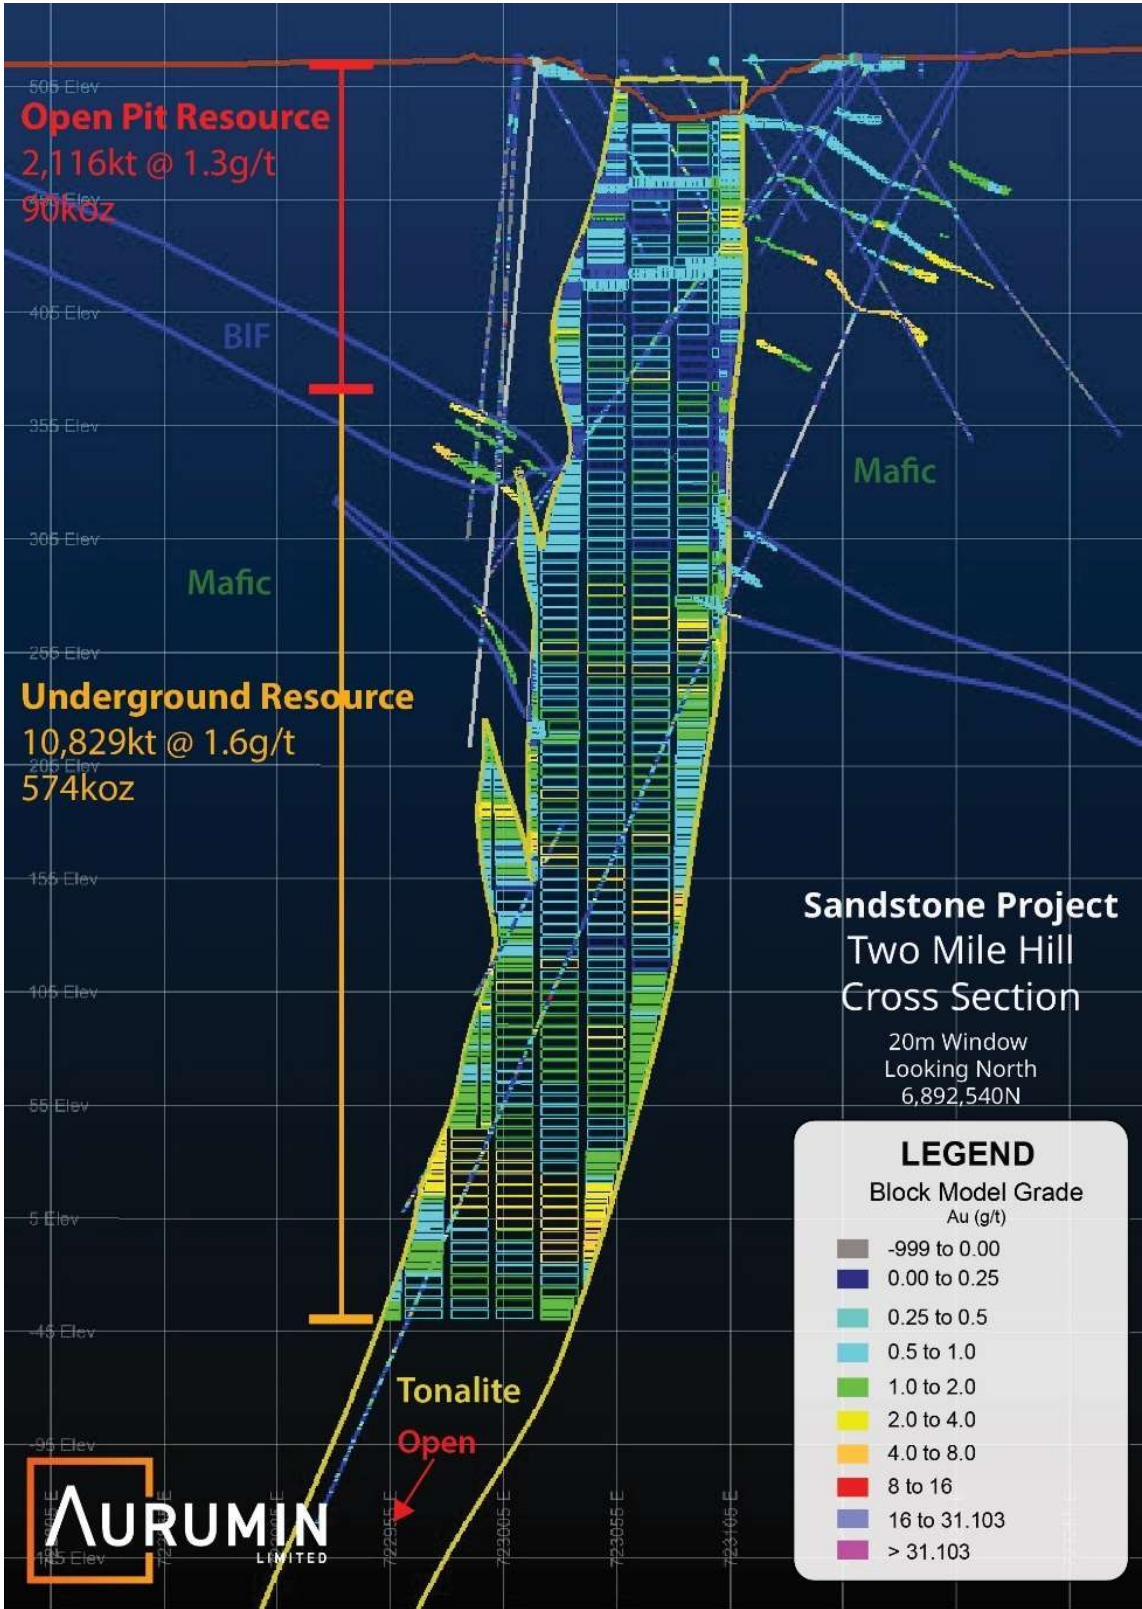 505 Elev
Open Pit Resource
2,116kt @ 1.3g/t
90koz
455 Elev
405 Elev
BIF
355 Elev
Mafic
Mafic
305 Elev
255 Elev
Underground Resource
10,829kt @ 1.6g/t
574koz
205 Elev
155 Elev
Sandstone Project
Two Mile Hill
Cross Section
20m Window
Looking North
6,892,540N
105 Elev
55 Elev
5 Elev
-45 Elev
-95 Elev
LEGEND
Block Model Grade
Au (g/t)
-999 to 0.00
0.00 to 0.25
0.25 to 0.5
0.5 to 1.0
1.0 to 2.0
2.0 to 4.0
4.0 to 8.0
8 to 16
16 to 31.103
> 31.103
Tonalite
Open
AURUMIN
LIMITED
722955 E
723005 E
723055 E
723105 E